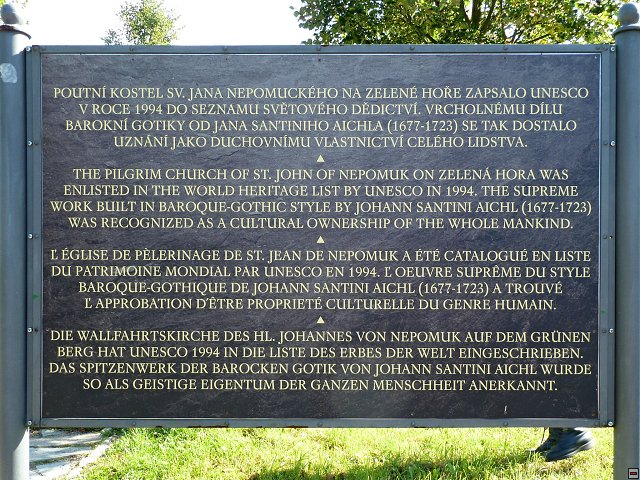 POUTNÍ KOSTEL SV. JANA NEPOMUCKÉHO NA ZELENÉ HOŘE ZAPSALO UNESCO
V ROCE 1994 DO SEZNAMU SVĚTOVÉHO DĚDICTVÍ. VRCHOLNÉMU DÍLU
BAROKNÍ GOTIKY OD JANA SANTINIHO AICHLA (1677-1723) SE TAK DOSTALO
UZNÁNÍ JAKO DUCHOVNÍMU VLASTNICTVÍ CELÉHO LIDSTVA.
THE PILGRIM CHURCH OF ST. JOHN OF NEPOMUK ON ZELENÁ HORA WAS
ENLISTED IN THE WORLD HERITAGE LIST BY UNESCO IN 1994. THE SUPREME
WORK BUILT IN BAROQUE-GOTHIC STYLE BY JOHANN SANTINI AICHL (1677-1723)
WAS RECOGNIZED AS A CULTURAL OWNERSHIP OF THE WHOLE MANKIND.
Ľ ÉGLISE DE PÈLERINAGE DE ST. JEAN DE NEPOMUK A ÉTÉ CATALOGUÉ EN LISTE
DU PATRIMOINE MONDIAL PAR UNESCO EN 1994. Ľ OEUVRE SUPRÊME DU STYLE
BAROQUE-GOTHIQUE DE JOHANN SANTINI AICHL (1677-1723) A TROUVÉ
Ľ APPROBATION D'ÊTRE PROPRIETÉ CULTURELLE DU GENRE HUMAIN.
DIE WALLFAHRTSKIRCHE DES HL. JOHANNES VON NEPOMUK AUF DEM GRÜNEN
BERG HAT UNESCO 1994 IN DIE LISTE DES ERBES DER WELT EINGESCHRIEBEN.
DAS SPITZENWERK DER BAROCKEN GOTIK VON JOHANN SANTINI AICHL WURDE
SO ALS GEISTIGE EIGENTUM DER GANZEN MENSCHHEIT ANERKANNT.